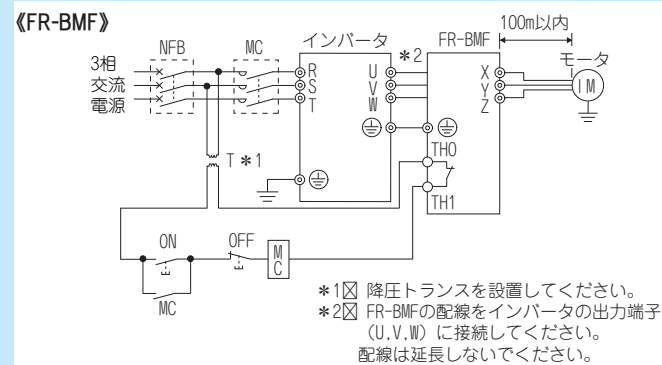 《FR-BMF》
NFB
MC
インバータ
FR-BMF
100m以内
3相
交流
電源
R
S
T
U
V
W
*2
X
Y
Z
モータ
IM
T *1
TH0
TH1
ON
OFF
MC
MC
*1 降圧トランスを設置してください。
*2 FR-BMFの配線をインバータの出力端子
(U,V,W)に接続してください。
配線は延長しないでください。